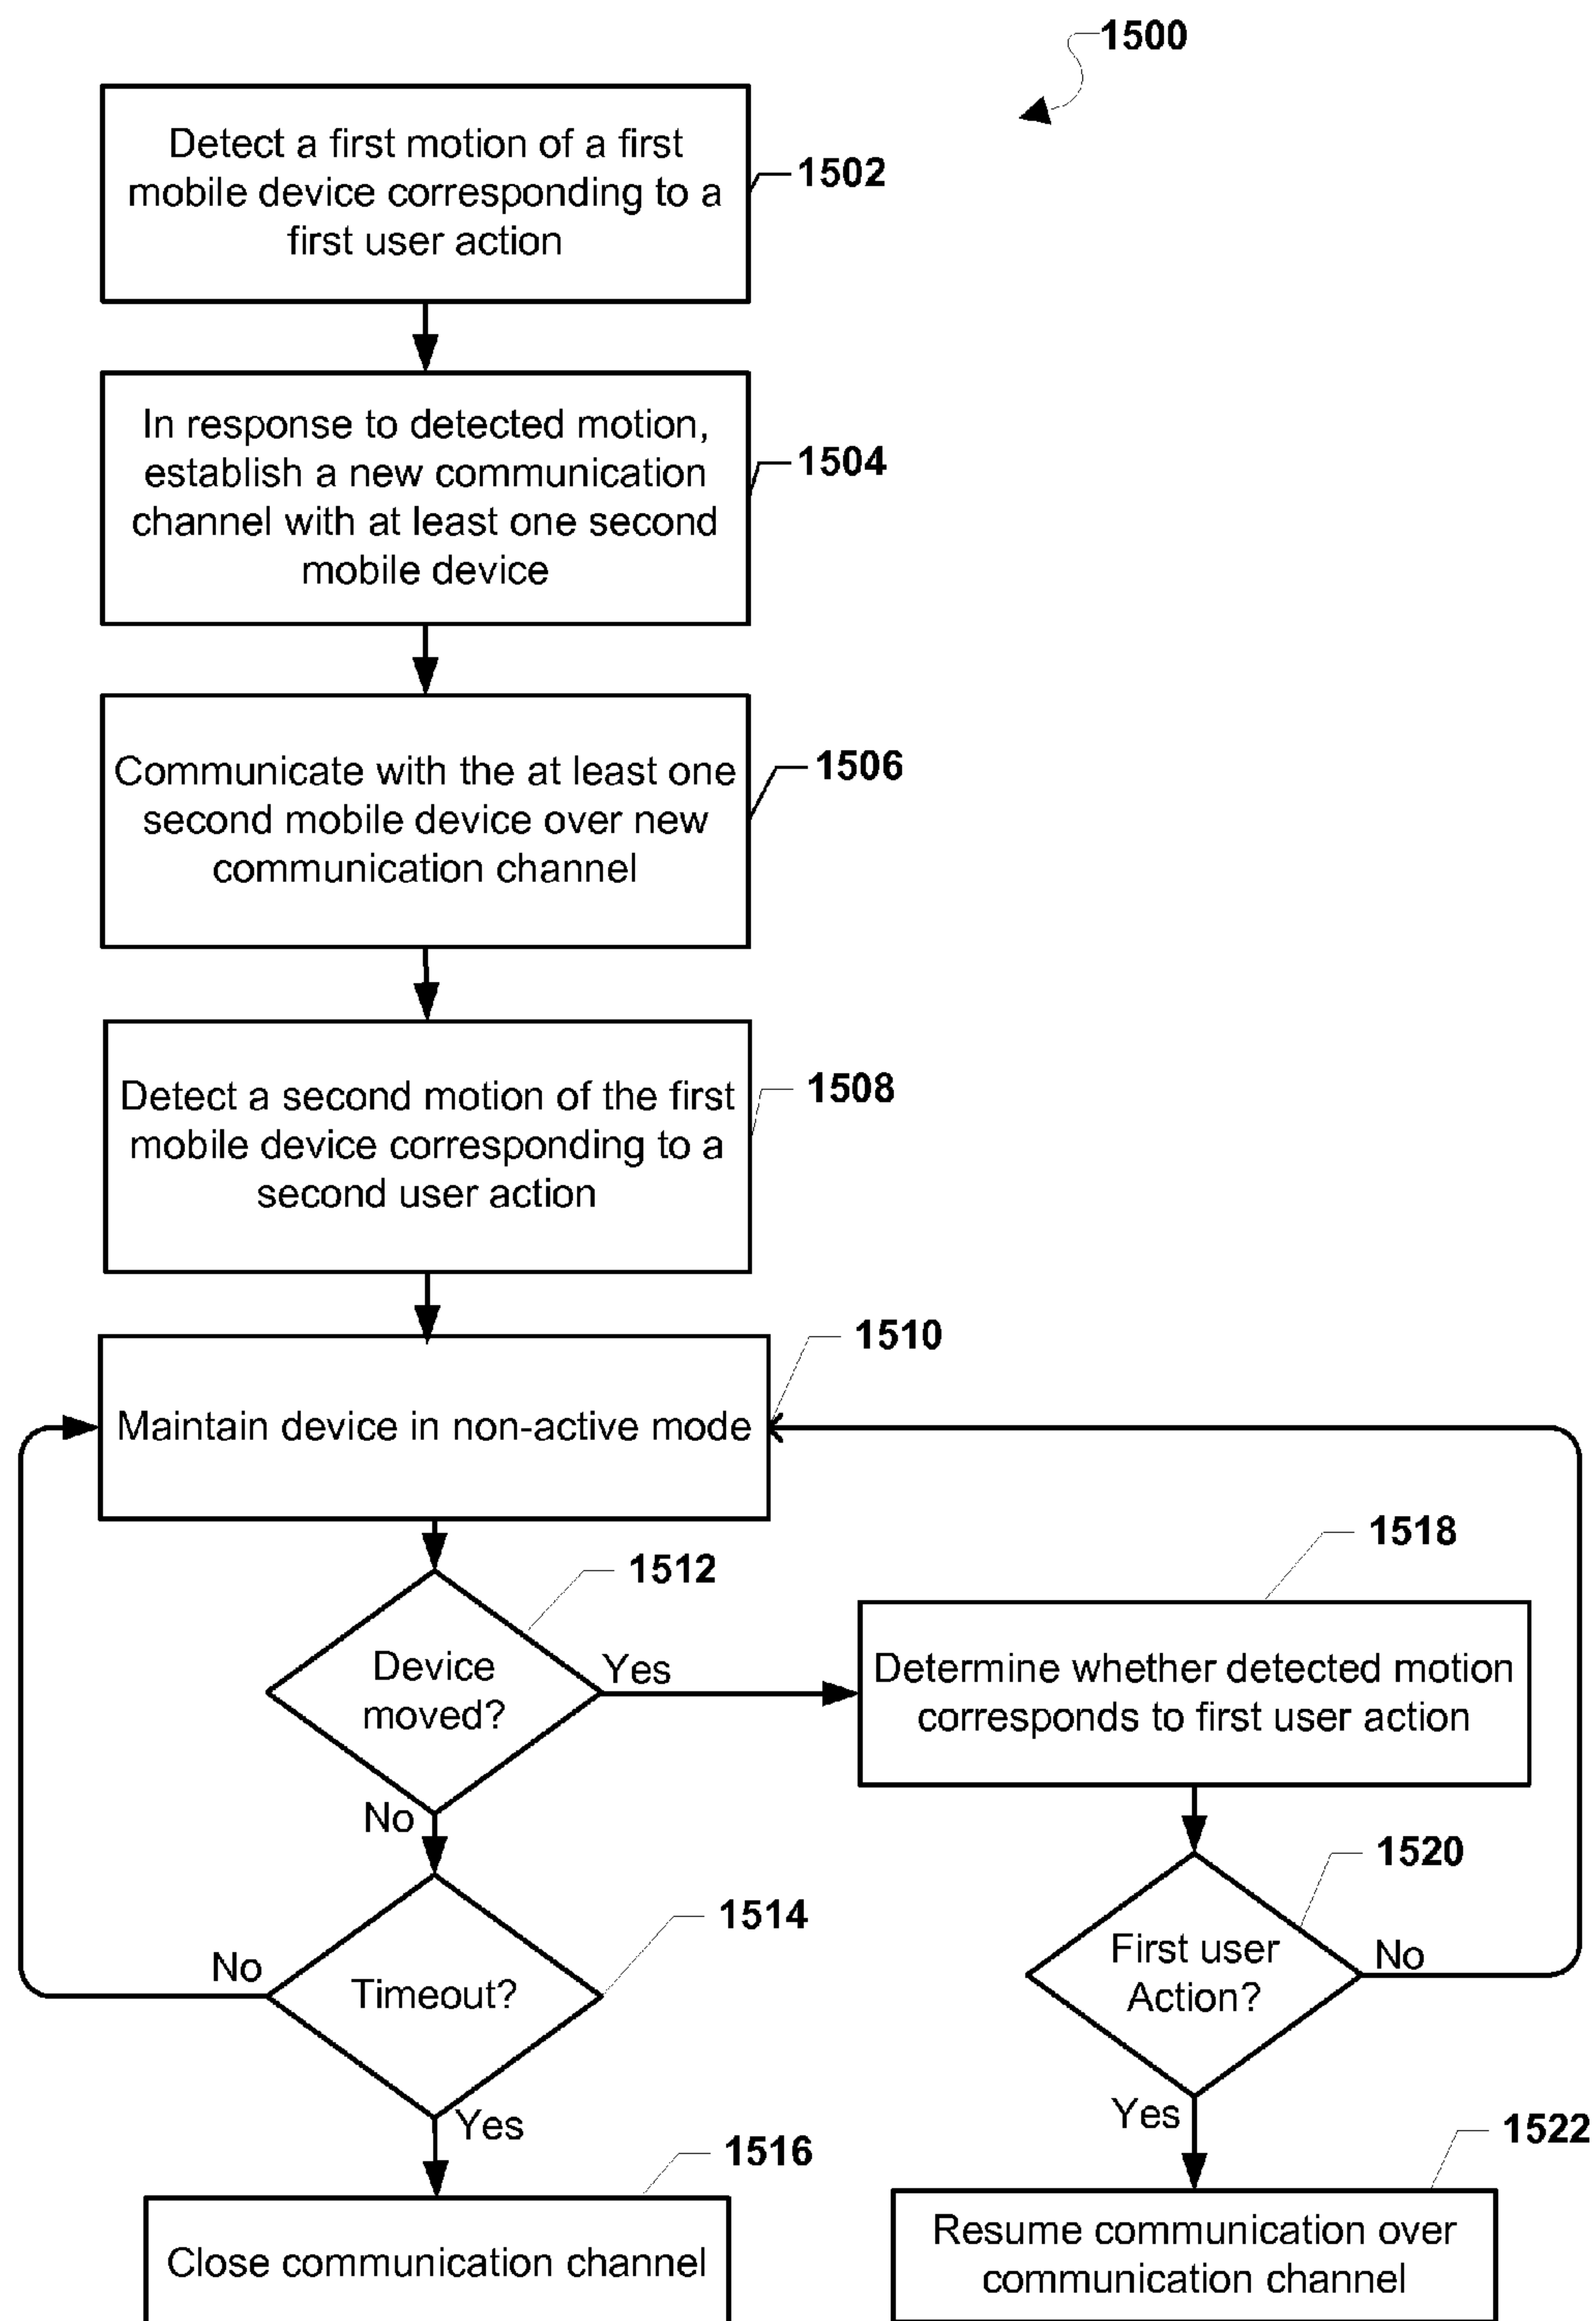 1500
Detect a first motion of a first
mobile device corresponding to a
first user action
1502
In response to detected motion,
establish a new communication
channel with at least one second
mobile device
1504
Communicate with the at least one
second mobile device over new
communication channel
1506
Detect a second motion of the first
mobile device corresponding to a
second user action
1508
Maintain device in non-active mode
1510
Device
moved?
1512
Yes
No
Determine whether detected motion
corresponds to first user action
1518
Timeout?
1514
No
Yes
First user
Action?
1520
No
Yes
Close communication channel
1516
Resume communication over
communication channel
1522